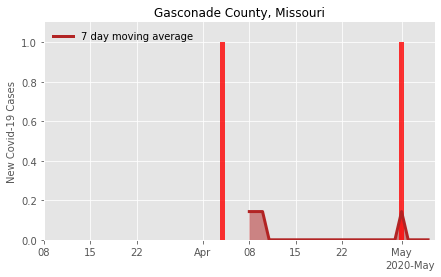 Gasconade County, Missouri
7 day moving average
New Covid-19 Cases
1.0
0.8
0.6
0.4
0.2
0.0
08 15 22 Apr 08 15 22 May
2020-May